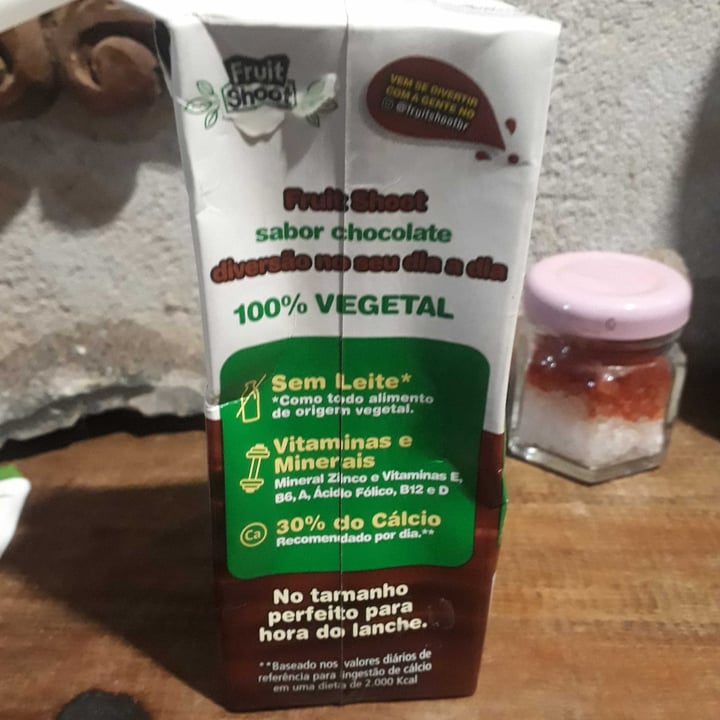 Fruit
Shoot
VEM SE DIVERTIR
COM A GENTE NO
@fruitshootbr
Fruit Shoot
sabor chocolate
diversão no seu dia a dia
100% VEGETAL
Sem Leite*
*Como todo alimento
de origem vegetal.
Vitaminas e
Minerais
Mineral Zinco e Vitaminas E,
B6, A, Ácido Fólico, B12 e D
Ca
30% do Cálcio
Recomendado por dia.**
No tamanho
perfeito para
hora do lanche.
**Baseado nos valores diários de
referência para ingestão de cálcio
em uma dieta de 2.000 Kcal